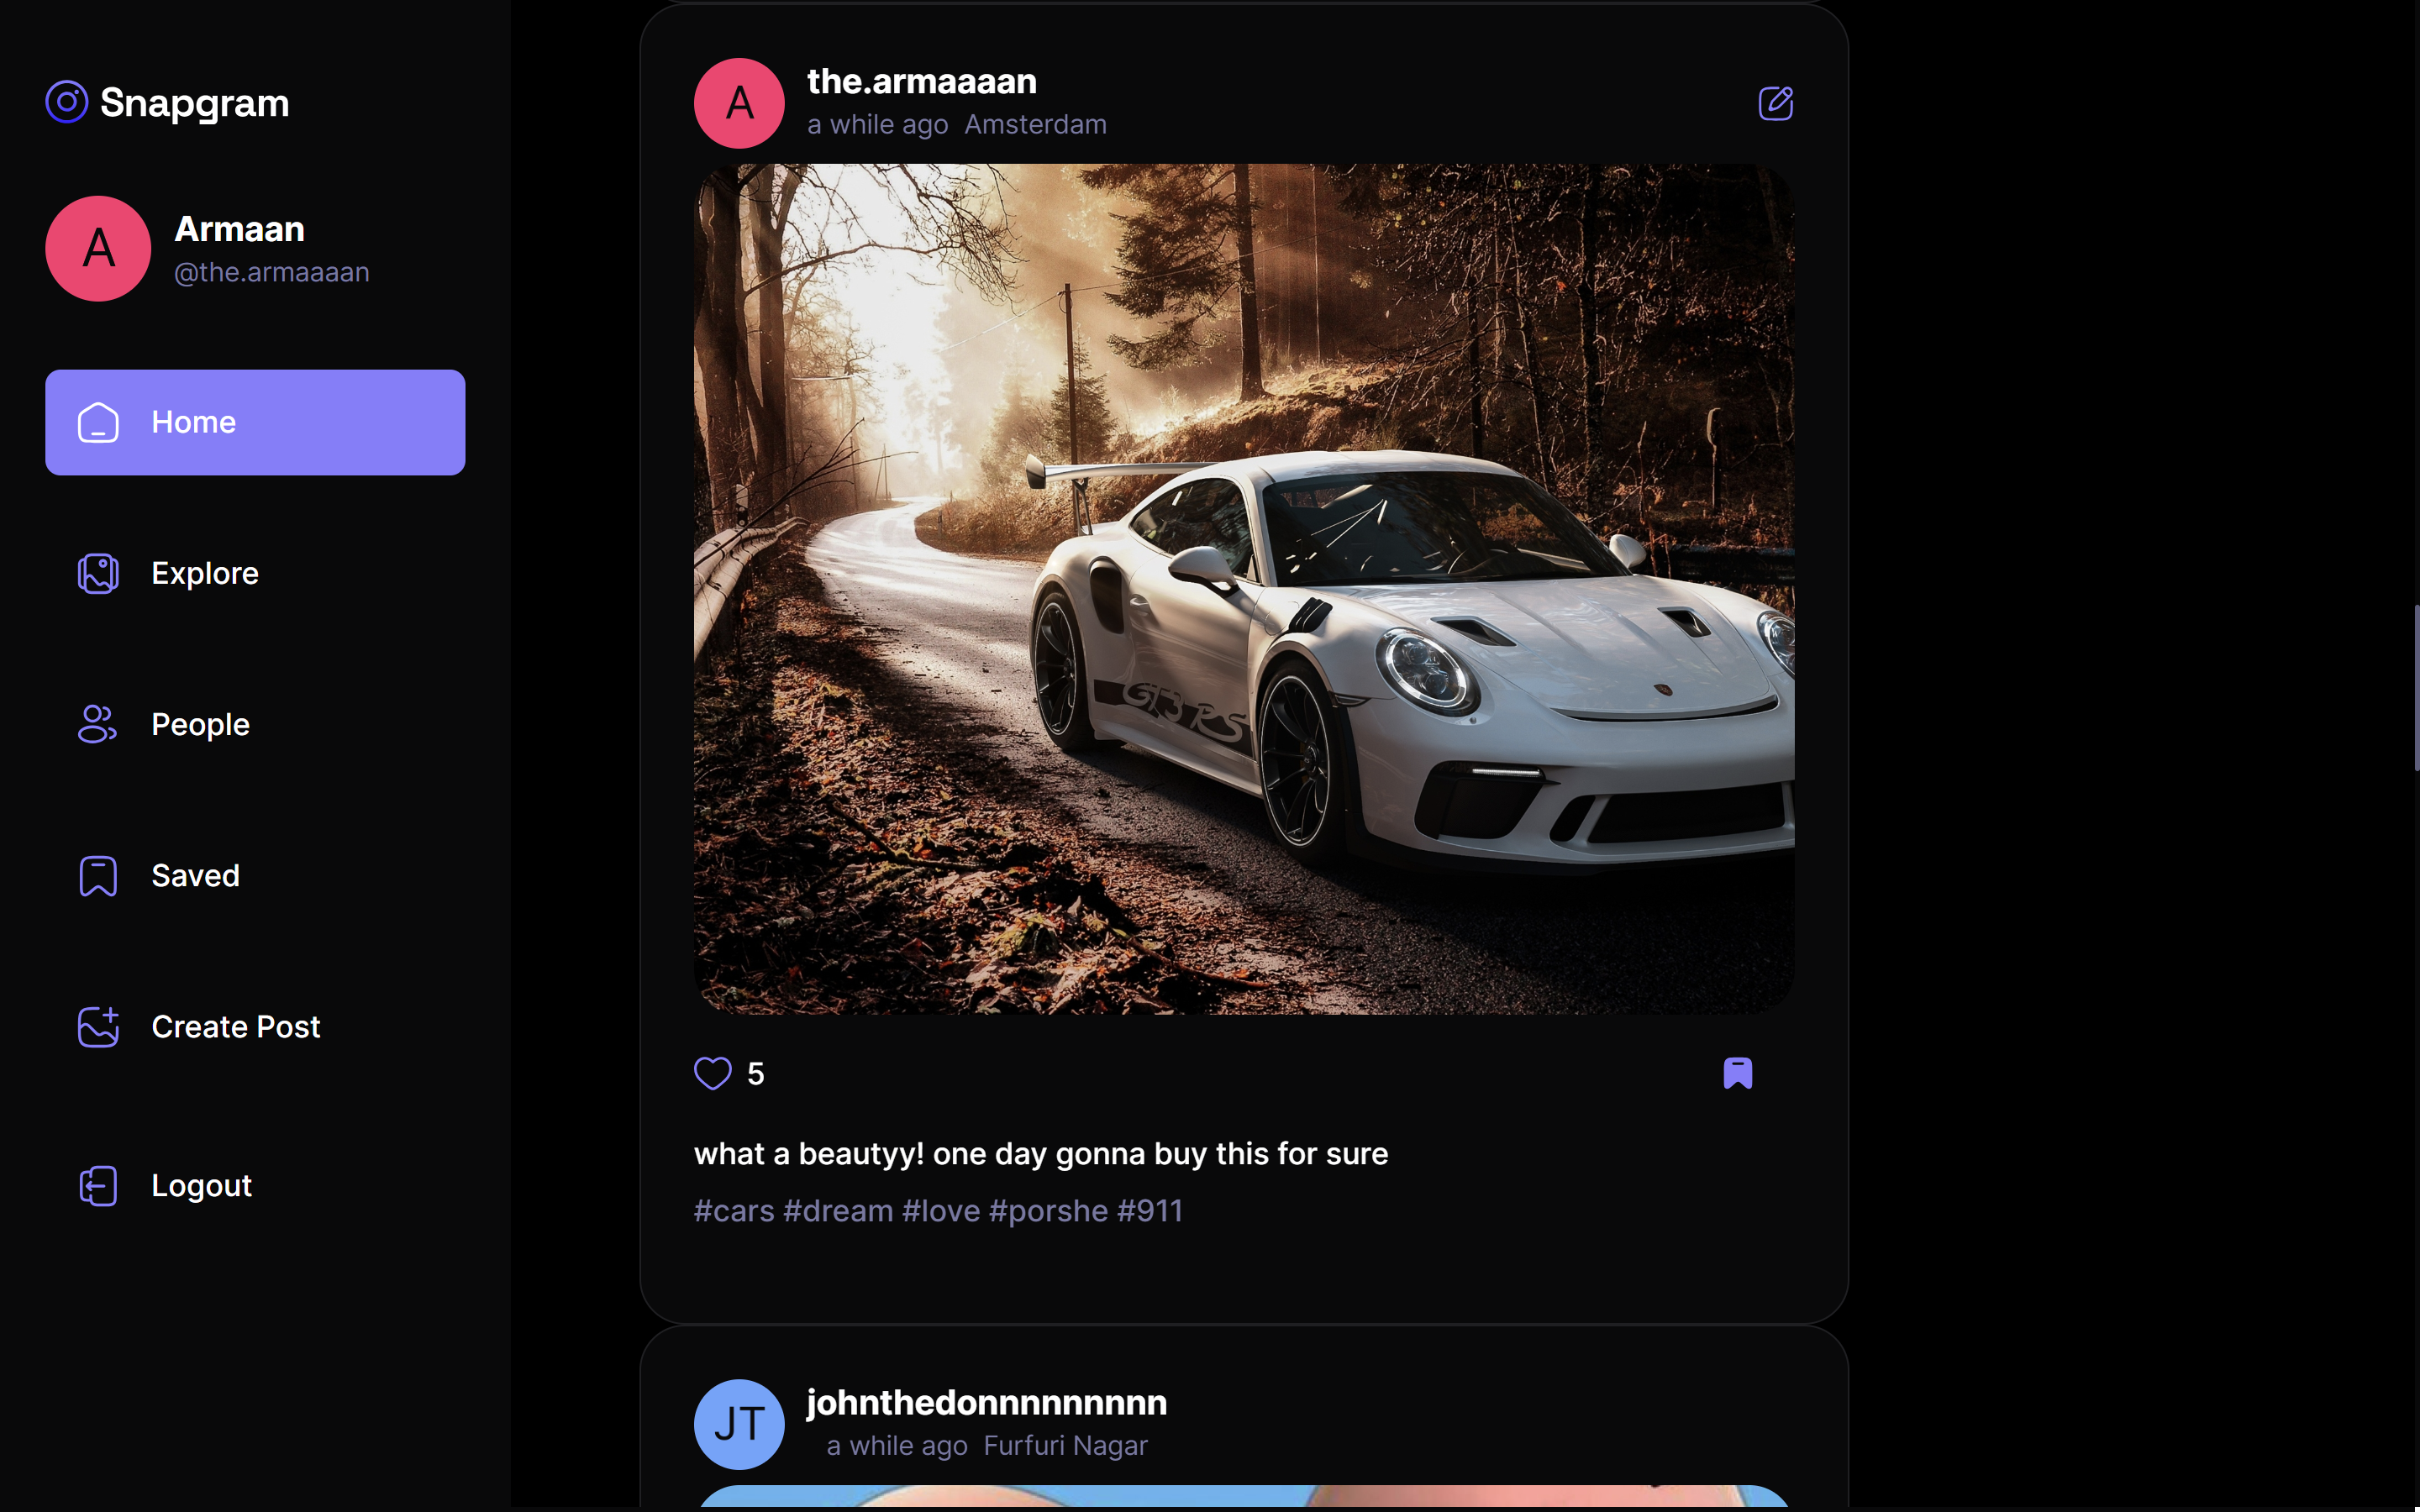 Snapgram
A
Armaan
@the.armaaaan
Home
Explore
People
Saved
Create Post
Logout
A
the.armaaaan
a while ago Amsterdam
GT3 RS
5
what a beautyy! one day gonna buy this for sure
#cars #dream #love #porshe #911
JT
johnthedonnnnnnnnn
a while ago Furfuri Nagar